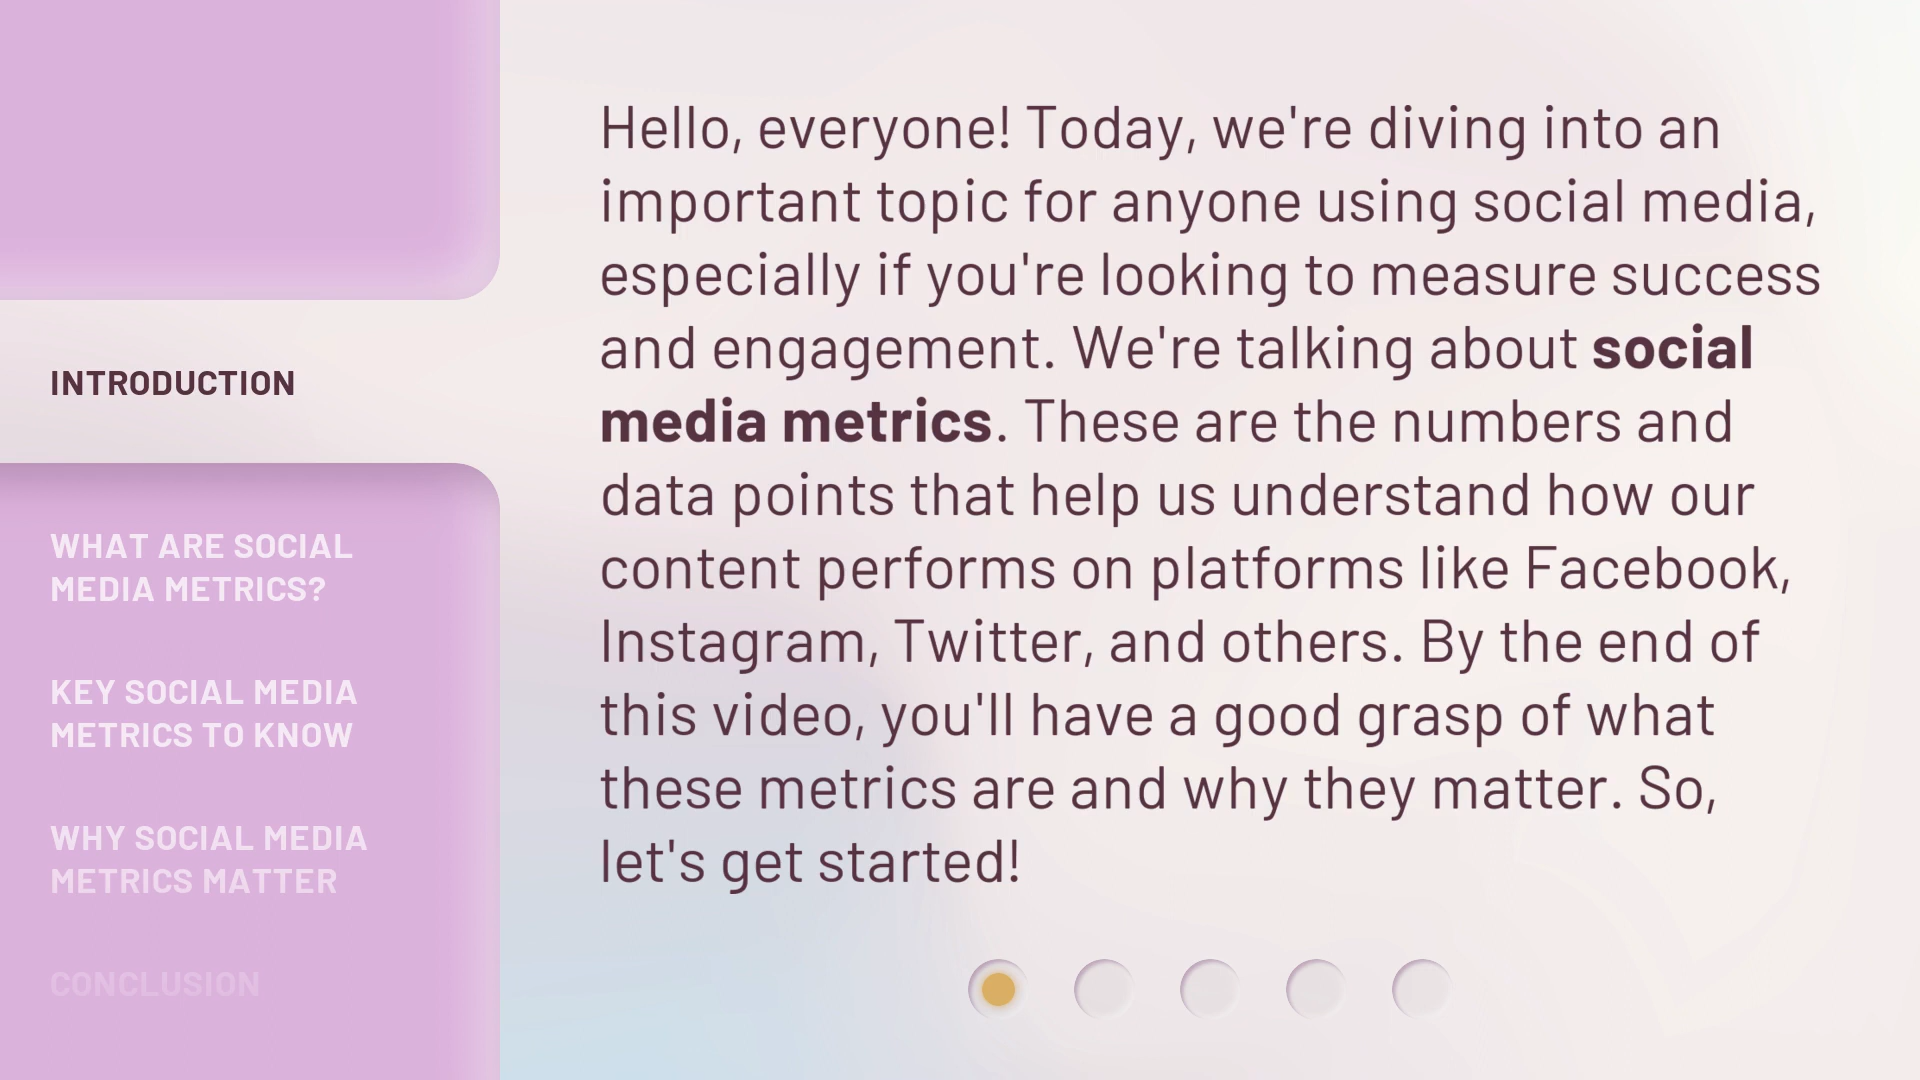 INTRODUCTION
WHAT ARE SOCIAL
MEDIA METRICS?
KEY SOCIAL MEDIA
METRICS TO KNOW
WHY SOCIAL MEDIA
METRICS MATTER
CONCLUSION
Hello, everyone! Today, we're diving into an
important topic for anyone using social media,
especially if you're looking to measure success
and engagement. We're talking about social
media metrics. These are the numbers and
data points that help us understand how our
content performs on platforms like Facebook,
Instagram, Twitter, and others. By the end of
this video, you'll have a good grasp of what
these metrics are and why they matter. So,
let's get started!